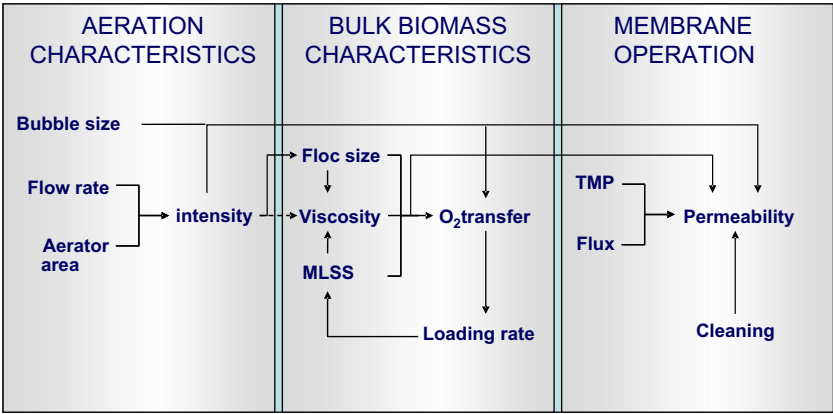 AERATION
CHARACTERISTICS
BULK BIOMASS
CHARACTERISTICS
MEMBRANE
OPERATION
Bubble size
Flow rate
Aerator
area
intensity
Floc size
Viscosity
MLSS
O₂transfer
Loading rate
TMP
Flux
Permeability
Cleaning